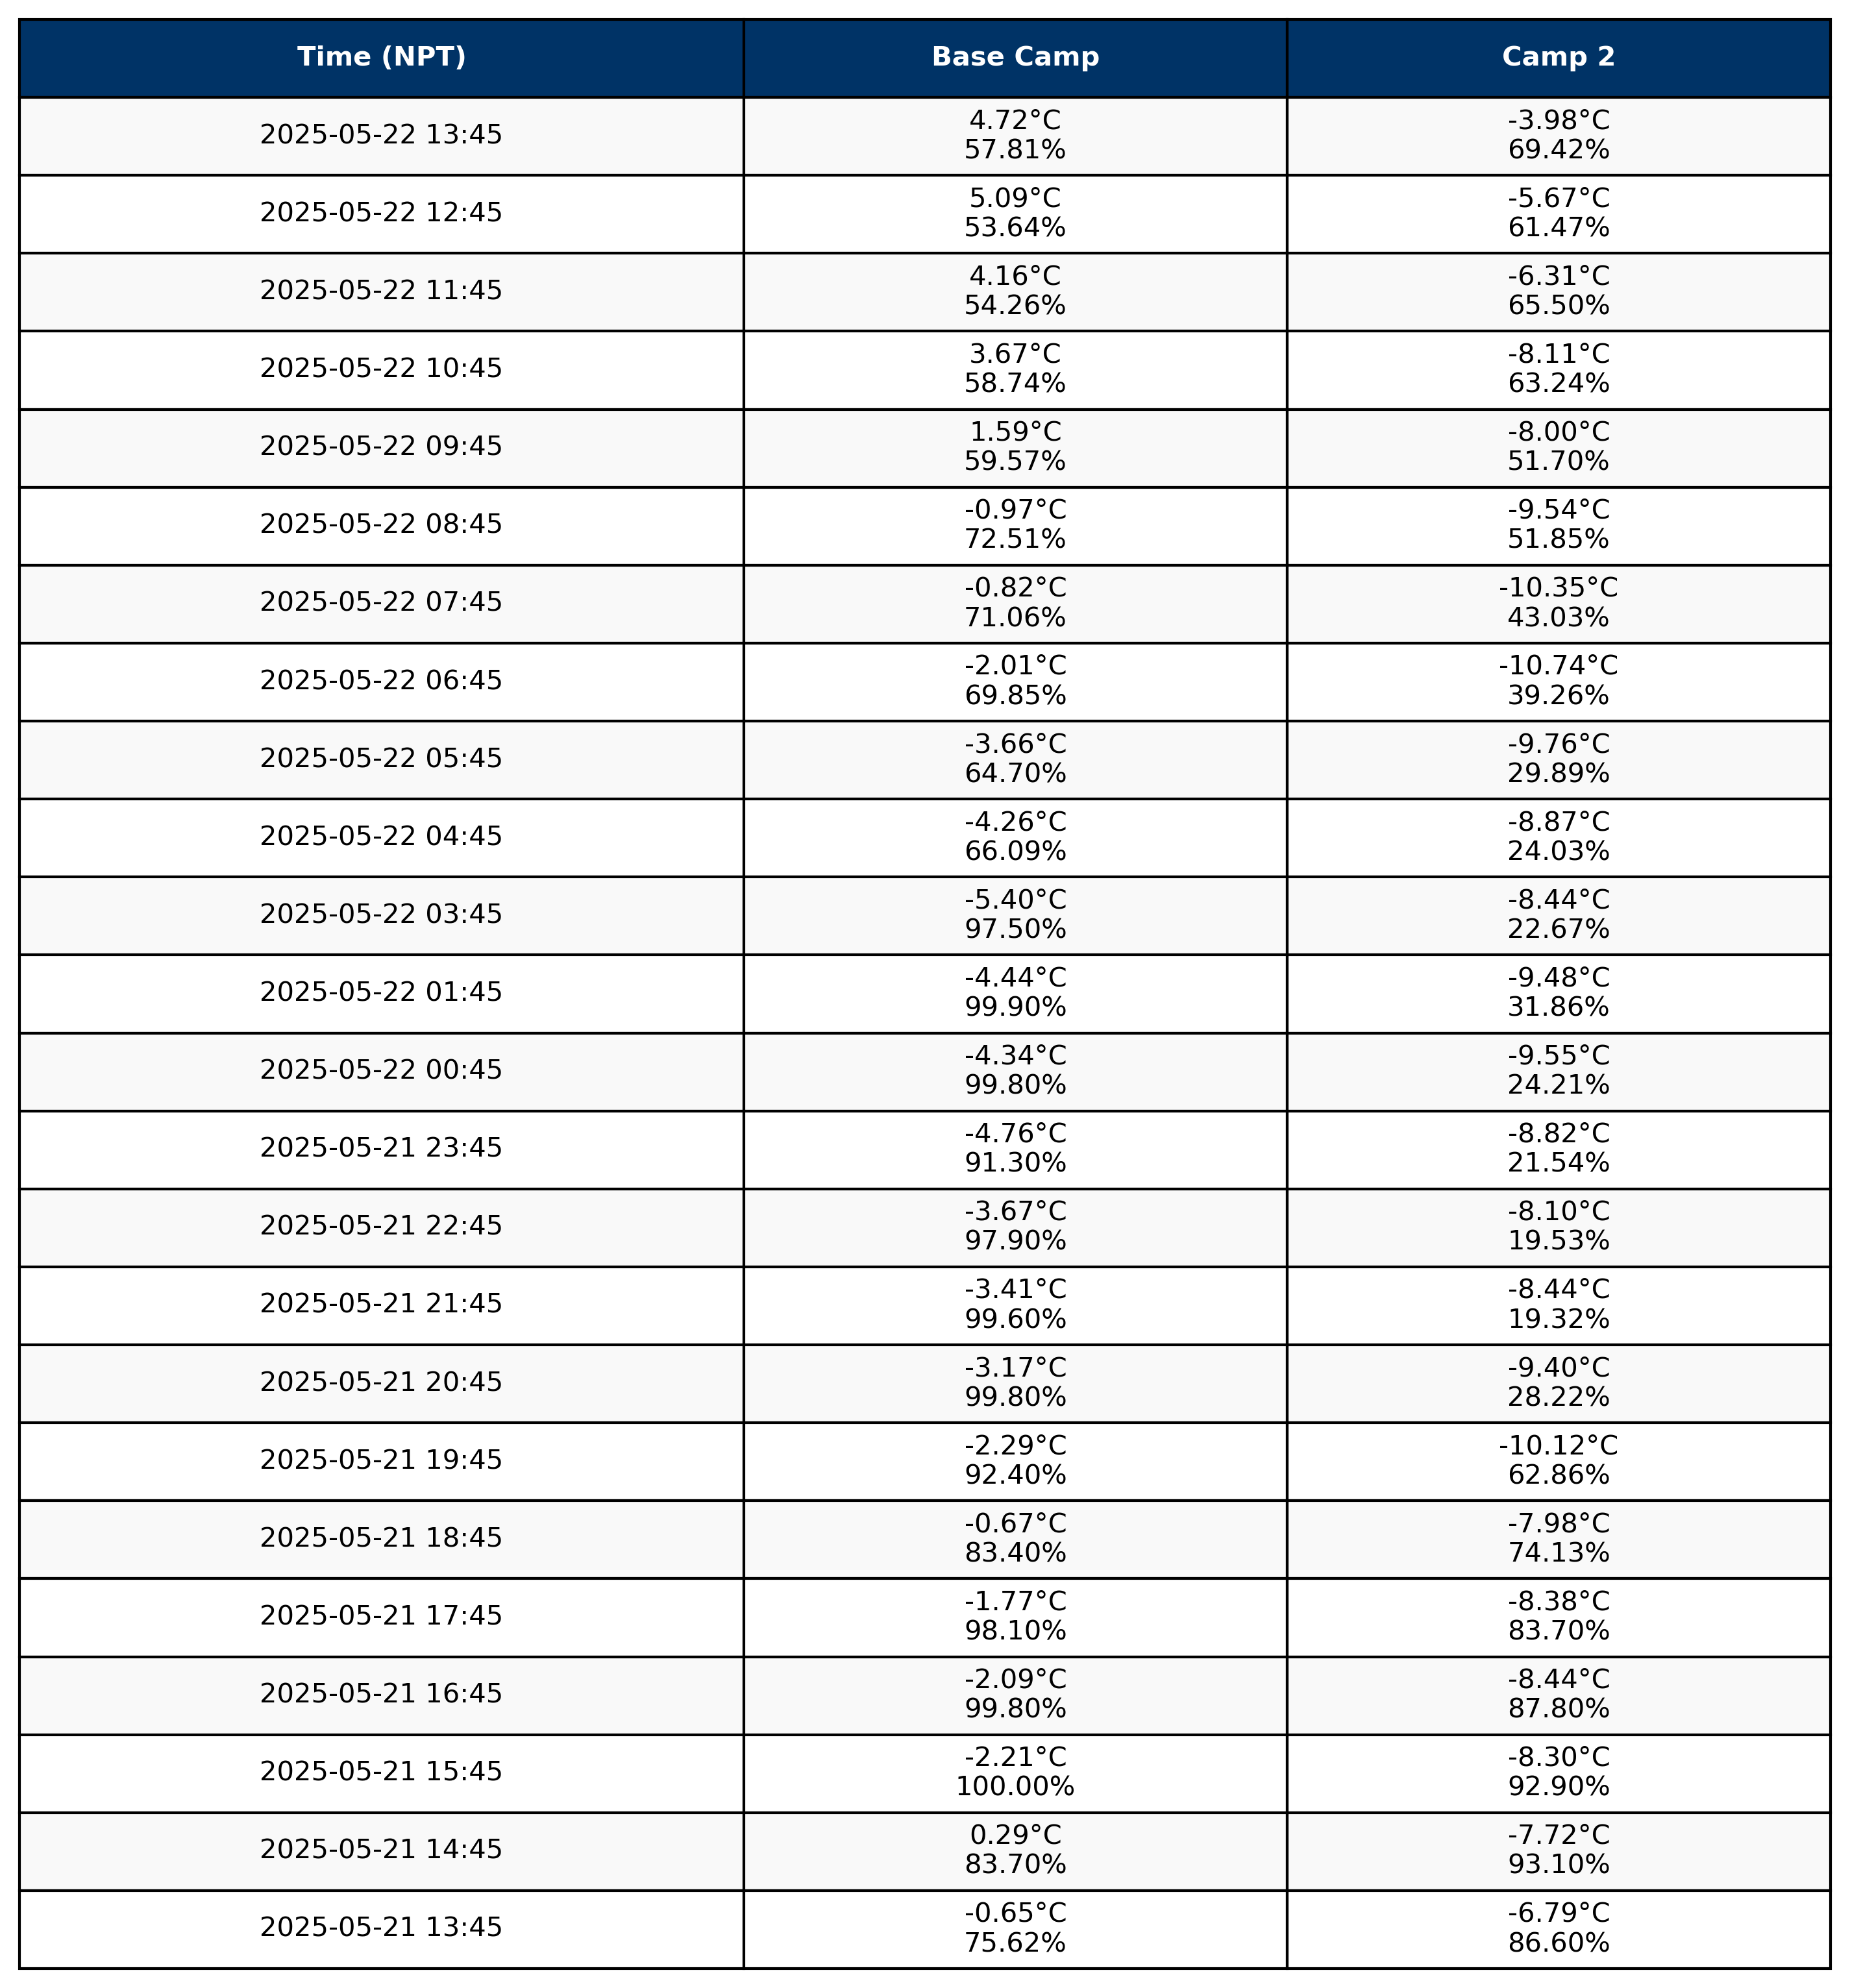 Time (NPT) Base Camp Camp 2
2025-05-22 13:45 4.72°C -3.98°C
57.81% 69.42%
2025-05-22 12:45 5.09°C -5.67°C
53.64% 61.47%
2025-05-22 11:45 4.16°C -6.31°C
54.26% 65.50%
2025-05-22 10:45 3.67°C -8.11°C
58.74% 63.24%
2025-05-22 09:45 1.59°C -8.00°C
59.57% 51.70%
2025-05-22 08:45 -0.97°C -9.54°C
72.51% 51.85%
2025-05-22 07:45 -0.82°C -10.35°C
71.06% 43.03%
2025-05-22 06:45 -2.01°C -10.74°C
69.85% 39.26%
2025-05-22 05:45 -3.66°C -9.76°C
64.70% 29.89%
2025-05-22 04:45 -4.26°C -8.87°C
66.09% 24.03%
2025-05-22 03:45 -5.40°C -8.44°C
97.50% 22.67%
2025-05-22 01:45 -4.44°C -9.48°C
99.90% 31.86%
2025-05-22 00:45 -4.34°C -9.55°C
99.80% 24.21%
2025-05-21 23:45 -4.76°C -8.82°C
91.30% 21.54%
2025-05-21 22:45 -3.67°C -8.10°C
97.90% 19.53%
2025-05-21 21:45 -3.41°C -8.44°C
99.60% 19.32%
2025-05-21 20:45 -3.17°C -9.40°C
99.80% 28.22%
2025-05-21 19:45 -2.29°C -10.12°C
92.40% 62.86%
2025-05-21 18:45 -0.67°C -7.98°C
83.40% 74.13%
2025-05-21 17:45 -1.77°C -8.38°C
98.10% 83.70%
2025-05-21 16:45 -2.09°C -8.44°C
99.80% 87.80%
2025-05-21 15:45 -2.21°C -8.30°C
100.00% 92.90%
2025-05-21 14:45 0.29°C -7.72°C
83.70% 93.10%
2025-05-21 13:45 -0.65°C -6.79°C
75.62% 86.60%